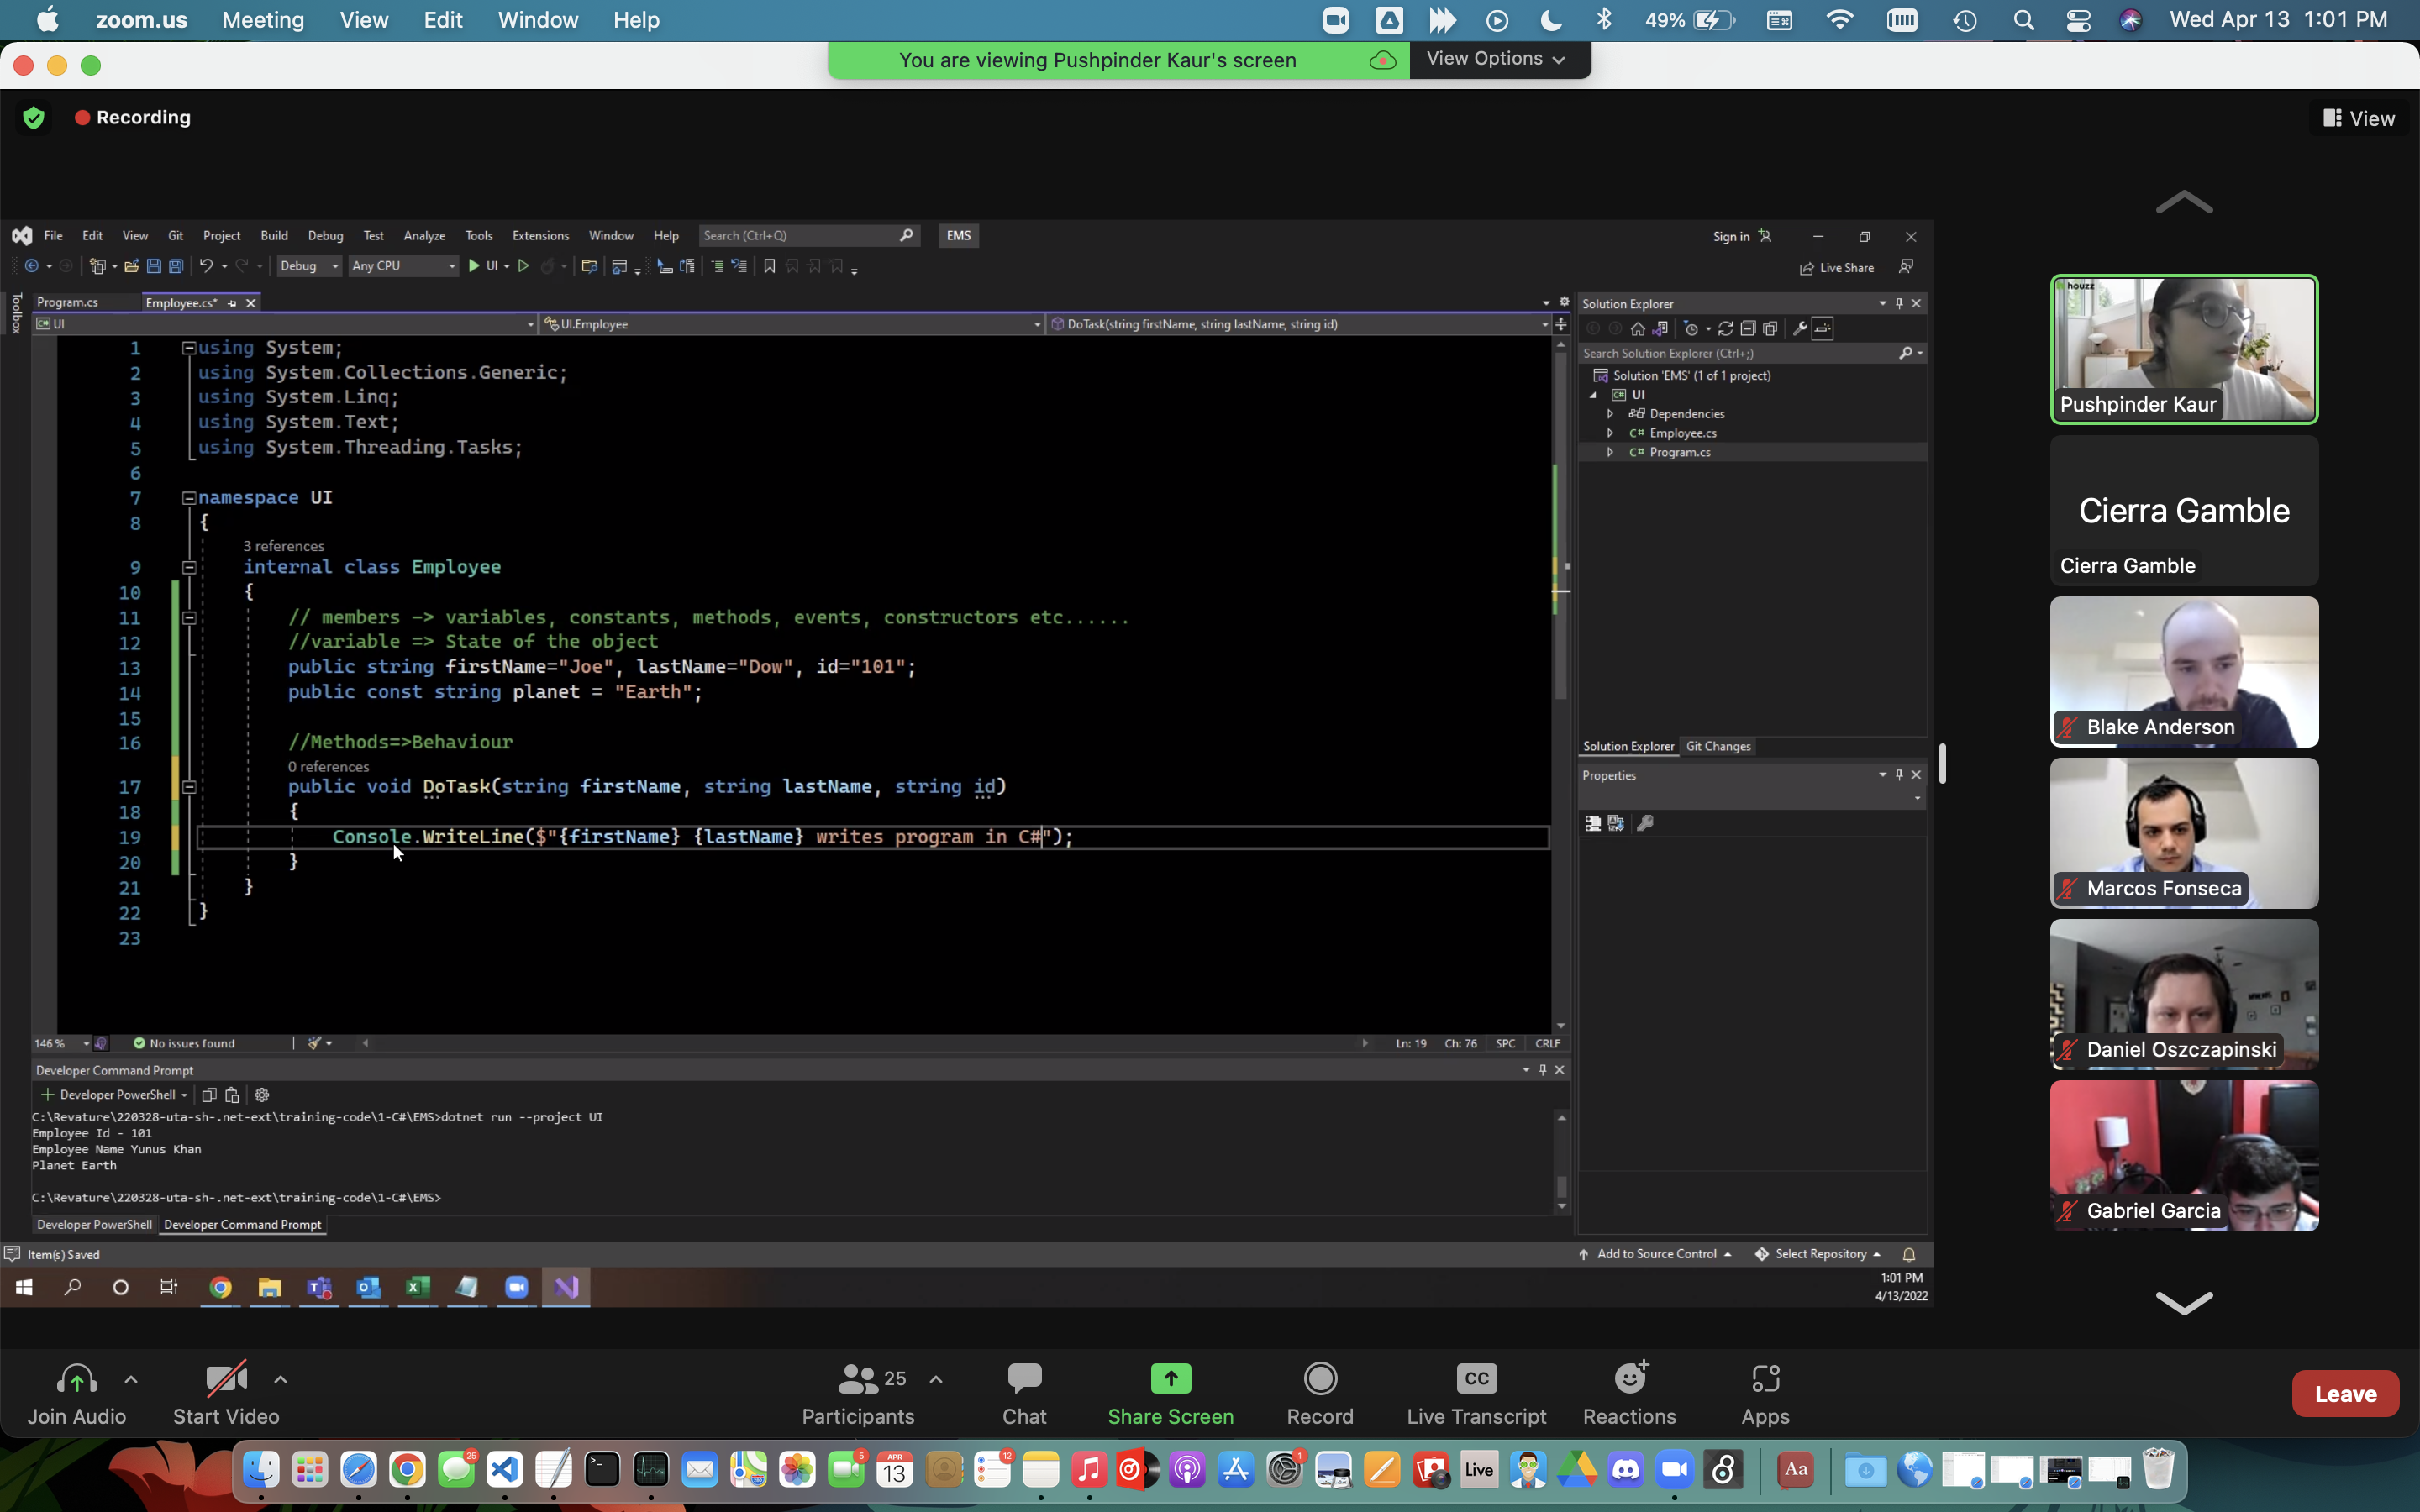 zoom.us Meeting View Edit Window Help 49% Wed Apr 13 1:01 PM
You are viewing Pushpinder Kaur's screen View Options
Recording View
File Edit View Git Project Build Debug Test Analyze Tools Extensions Window Help Search (Ctrl+Q) EMS Sign in
Debug Any CPU UI Live Share
Toolbox
Program.cs Employee.cs*
UI UI.Employee DoTask(string firstName, string lastName, string id)
1 using System;
2 using System.Collections.Generic;
3 using System.Linq;
4 using System.Text;
5 using System.Threading.Tasks;
6
7 namespace UI
8 {
3 references
9 internal class Employee
10 {
11 // members -> variables, constants, methods, events, constructors etc......
12 //variable => State of the object
13 public string firstName="Joe", lastName="Dow", id="101";
14 public const string planet = "Earth";
15
16 //Methods=>Behaviour
0 references
17 public void DoTask(string firstName, string lastName, string id)
18 {
19 Console.WriteLine($"{firstName} {lastName} writes program in C#");
20 }
21 }
22 }
23
146 % No issues found Ln: 19 Ch: 76 SPC CRLF
Solution Explorer
Search Solution Explorer (Ctrl+;)
Solution 'EMS' (1 of 1 project)
UI
Dependencies
C# Employee.cs
C# Program.cs
Solution Explorer Git Changes
Properties
Developer Command Prompt
Developer PowerShell
C:\Revature\220328-uta-sh-.net-ext\training-code\1-C#\EMS>dotnet run --project UI
Employee Id - 101
Employee Name Yunus Khan
Planet Earth
C:\Revature\220328-uta-sh-.net-ext\training-code\1-C#\EMS>
Developer PowerShell Developer Command Prompt
Item(s) Saved Add to Source Control Select Repository
1:01 PM
4/13/2022
houzz
Pushpinder Kaur
Cierra Gamble
Cierra Gamble
Blake Anderson
Marcos Fonseca
Daniel Oszczapinski
Gabriel Garcia
25 CC
Join Audio Start Video Participants Chat Share Screen Record Live Transcript Reactions Apps Leave
25 5 APR 13 12 1 Live Aa